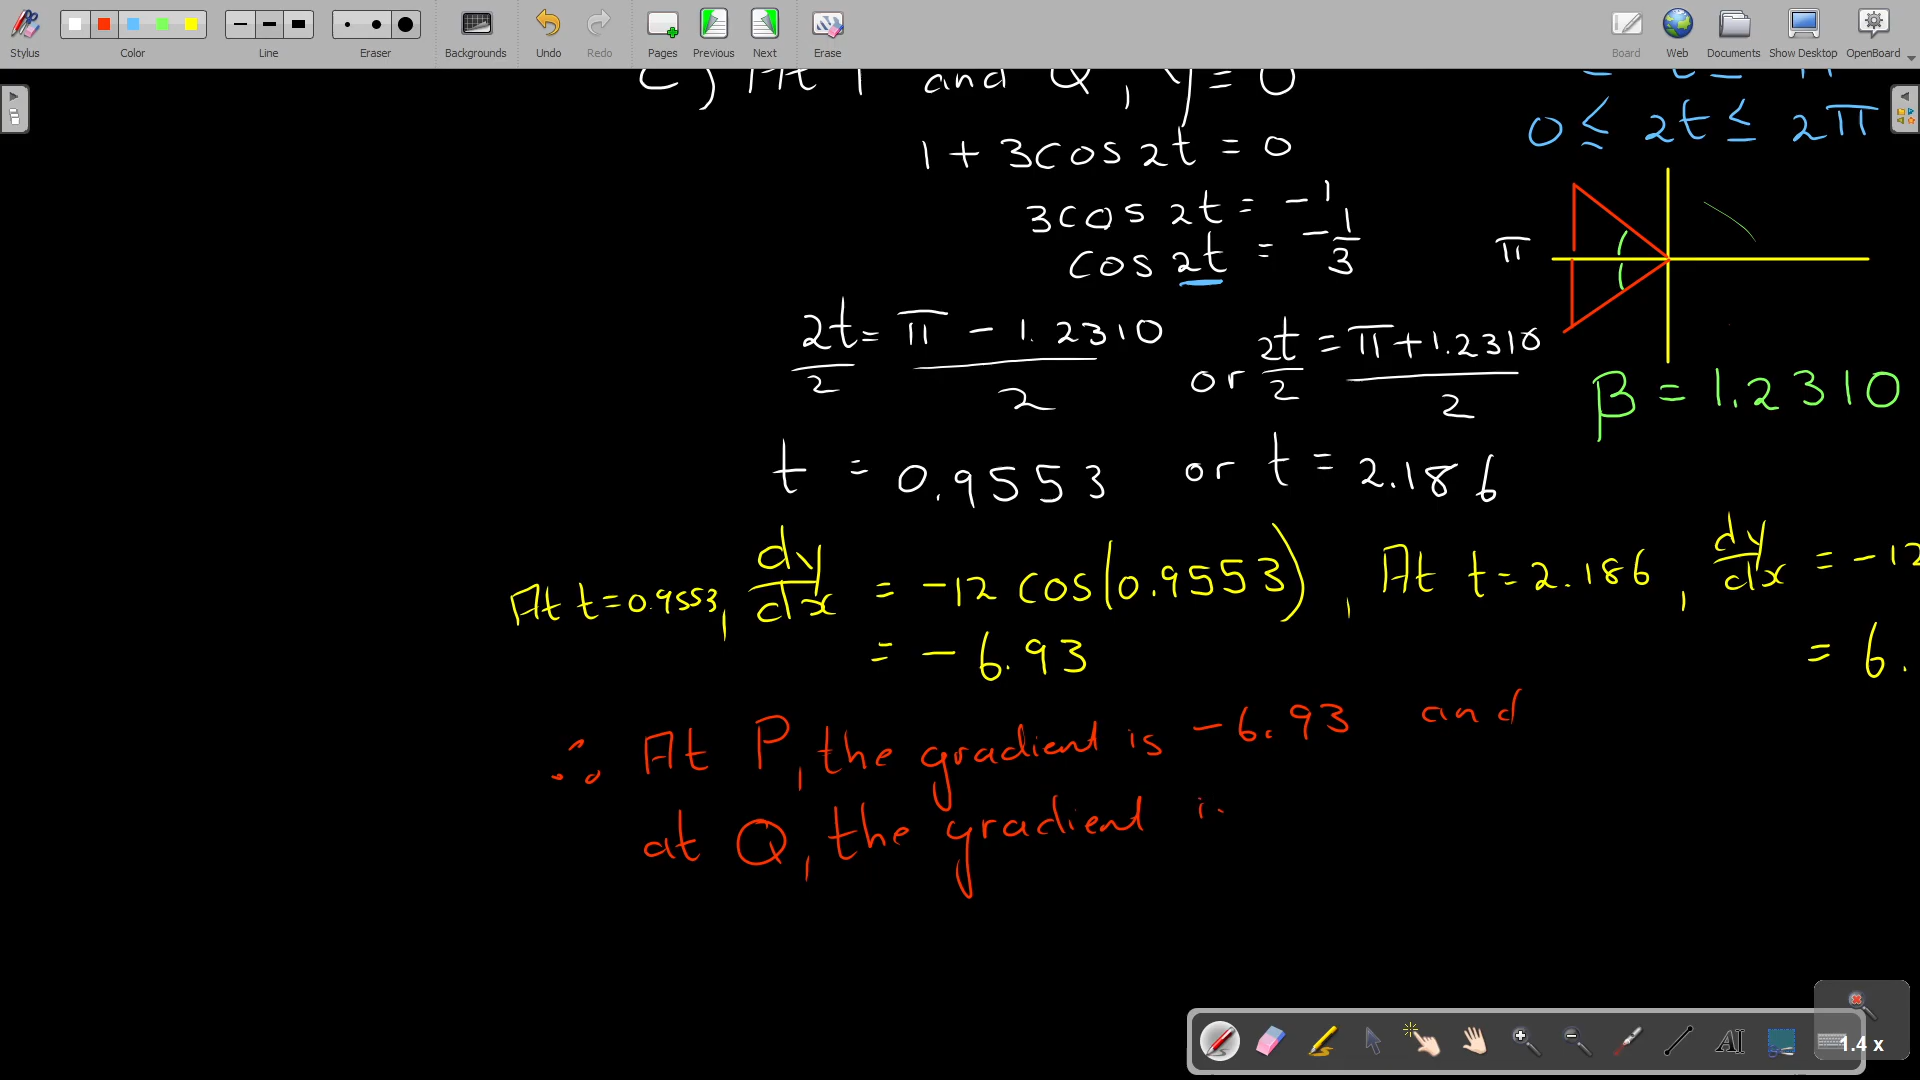 Stylus Color Line Eraser Backgrounds Undo Redo Pages Previous Next Erase Board Web Documents Show Desktop OpenBoard
c) At P and Q, y = 0
0 ≤ 2t ≤ 2π
1 + 3cos 2t = 0
3cos 2t = -1
cos 2t = -1/3
π
2t/2 = (π - 1.2310)/2 or 2t/2 = (π + 1.2310)/2
β = 1.2310
t = 0.9553 or t = 2.186
At t = 0.9553, dy/dx = -12 cos(0.9553), At t = 2.186, dy/dx = -12
= -6.93
= 6.
∴ At P, the gradient is -6.93 and
at Q, the gradient i
1.4 x